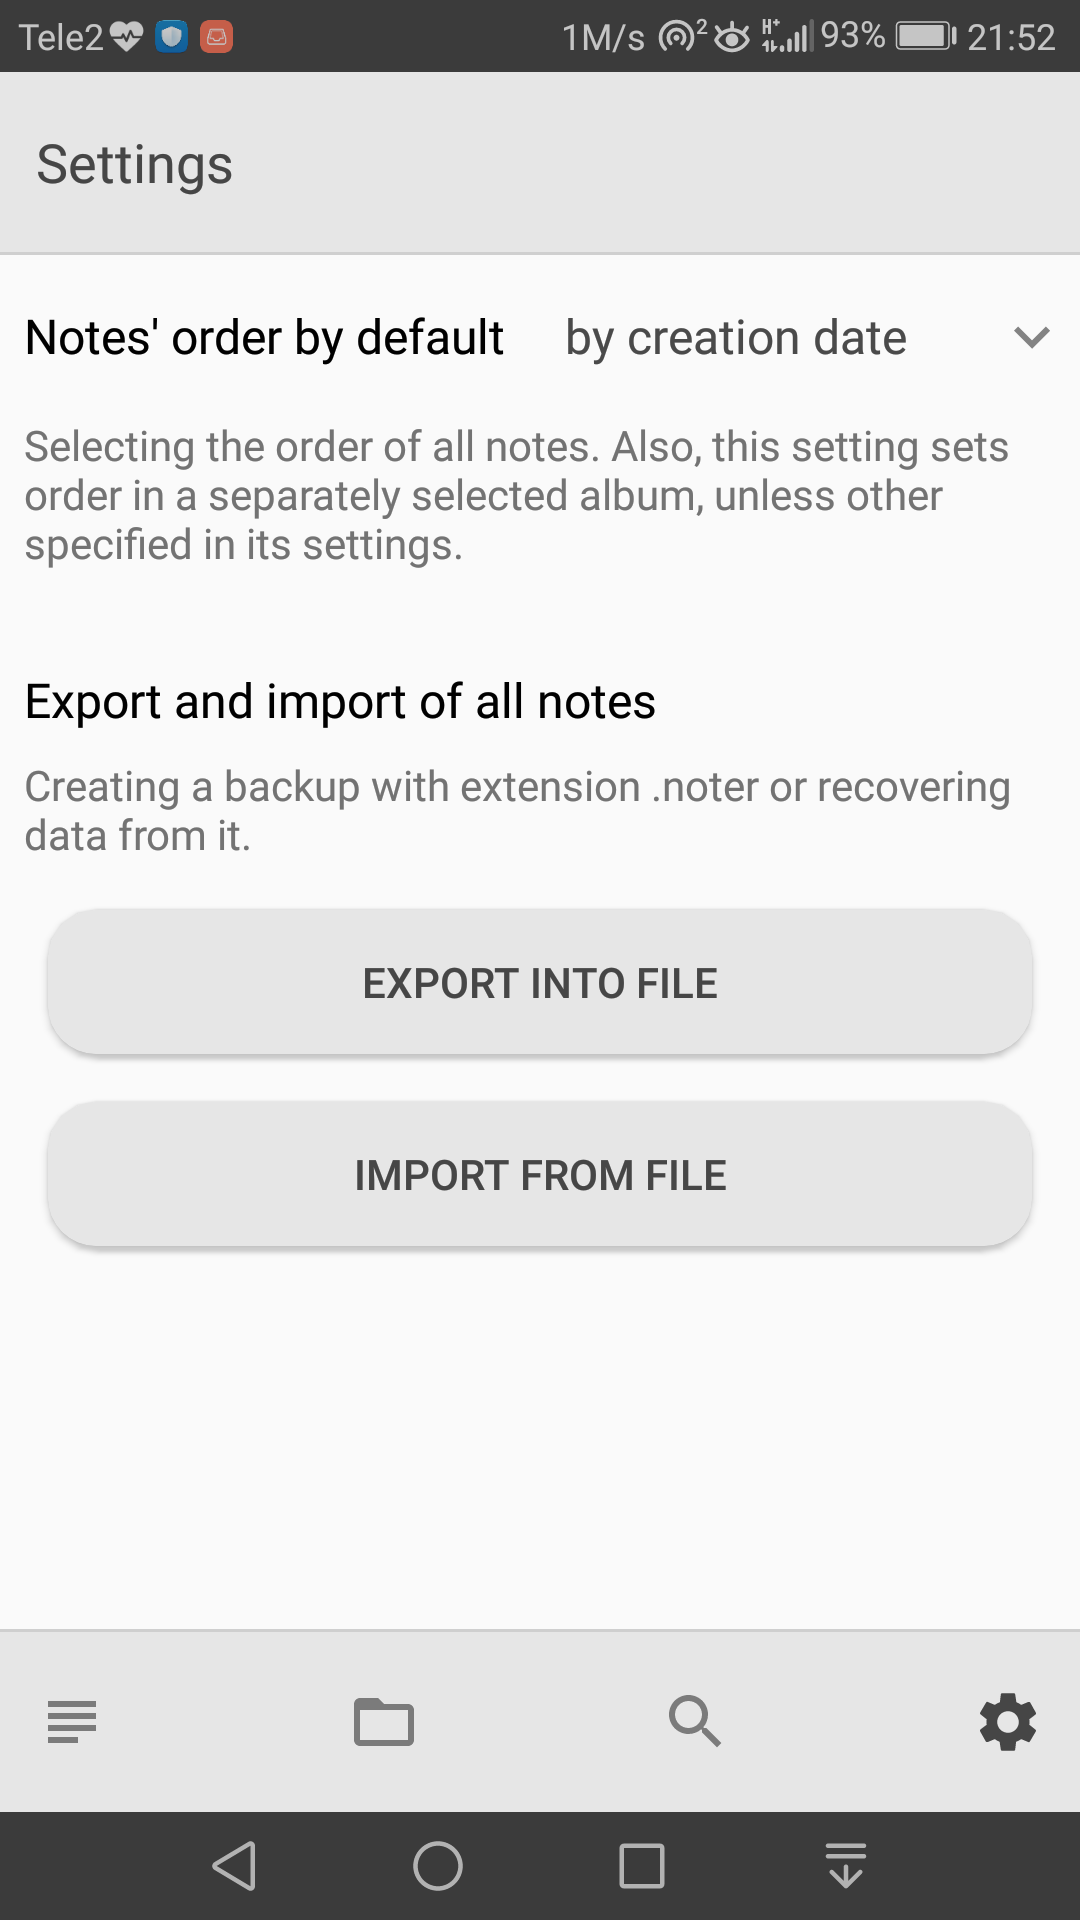 Tele2 1M/s 2 H+ 93% 21:52
Settings
Notes' order by default by creation date
Selecting the order of all notes. Also, this setting sets
order in a separately selected album, unless other
specified in its settings.
Export and import of all notes
Creating a backup with extension .noter or recovering
data from it.
EXPORT INTO FILE
IMPORT FROM FILE